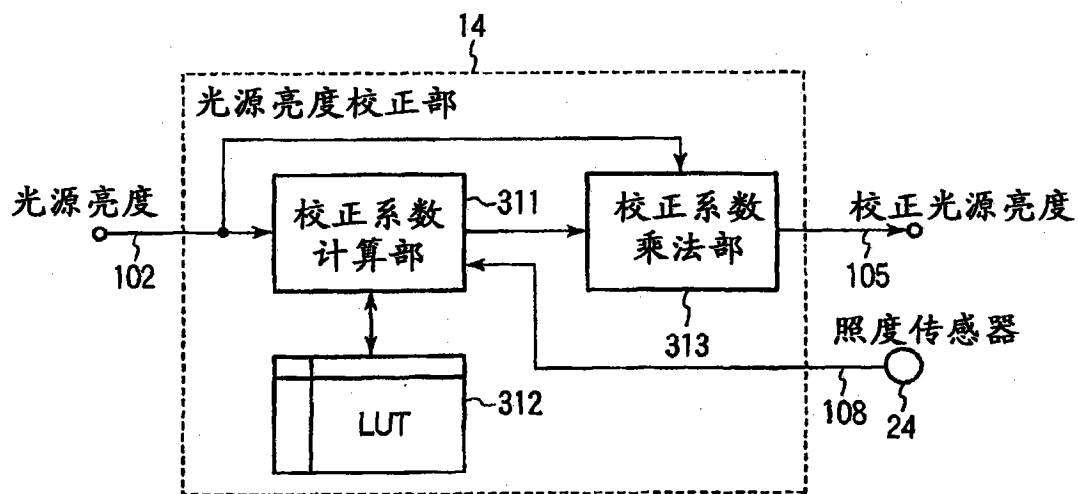 14
光源亮度校正部
光源亮度
102
校正系数
计算部
311
校正系数
乘法部
313
校正光源亮度
105
照度传感器
108
24
LUT
312